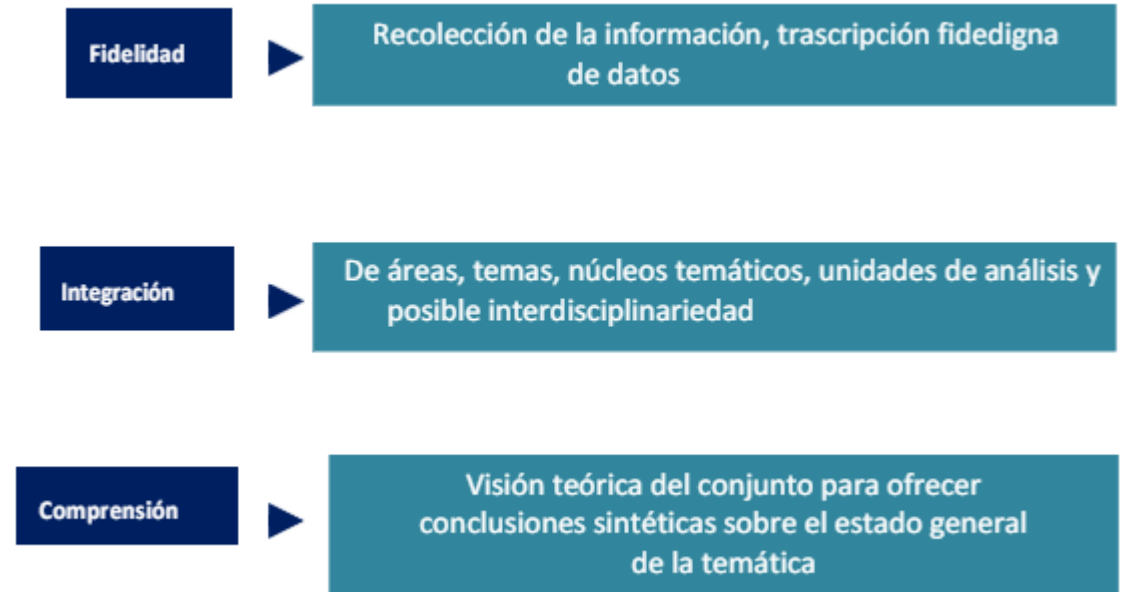 Fidelidad
Recolección de la información, trascripción fidedigna
de datos
Integración
De áreas, temas, núcleos temáticos, unidades de análisis y
posible interdisciplinariedad
Comprensión
Visión teórica del conjunto para ofrecer
conclusiones sintéticas sobre el estado general
de la temática